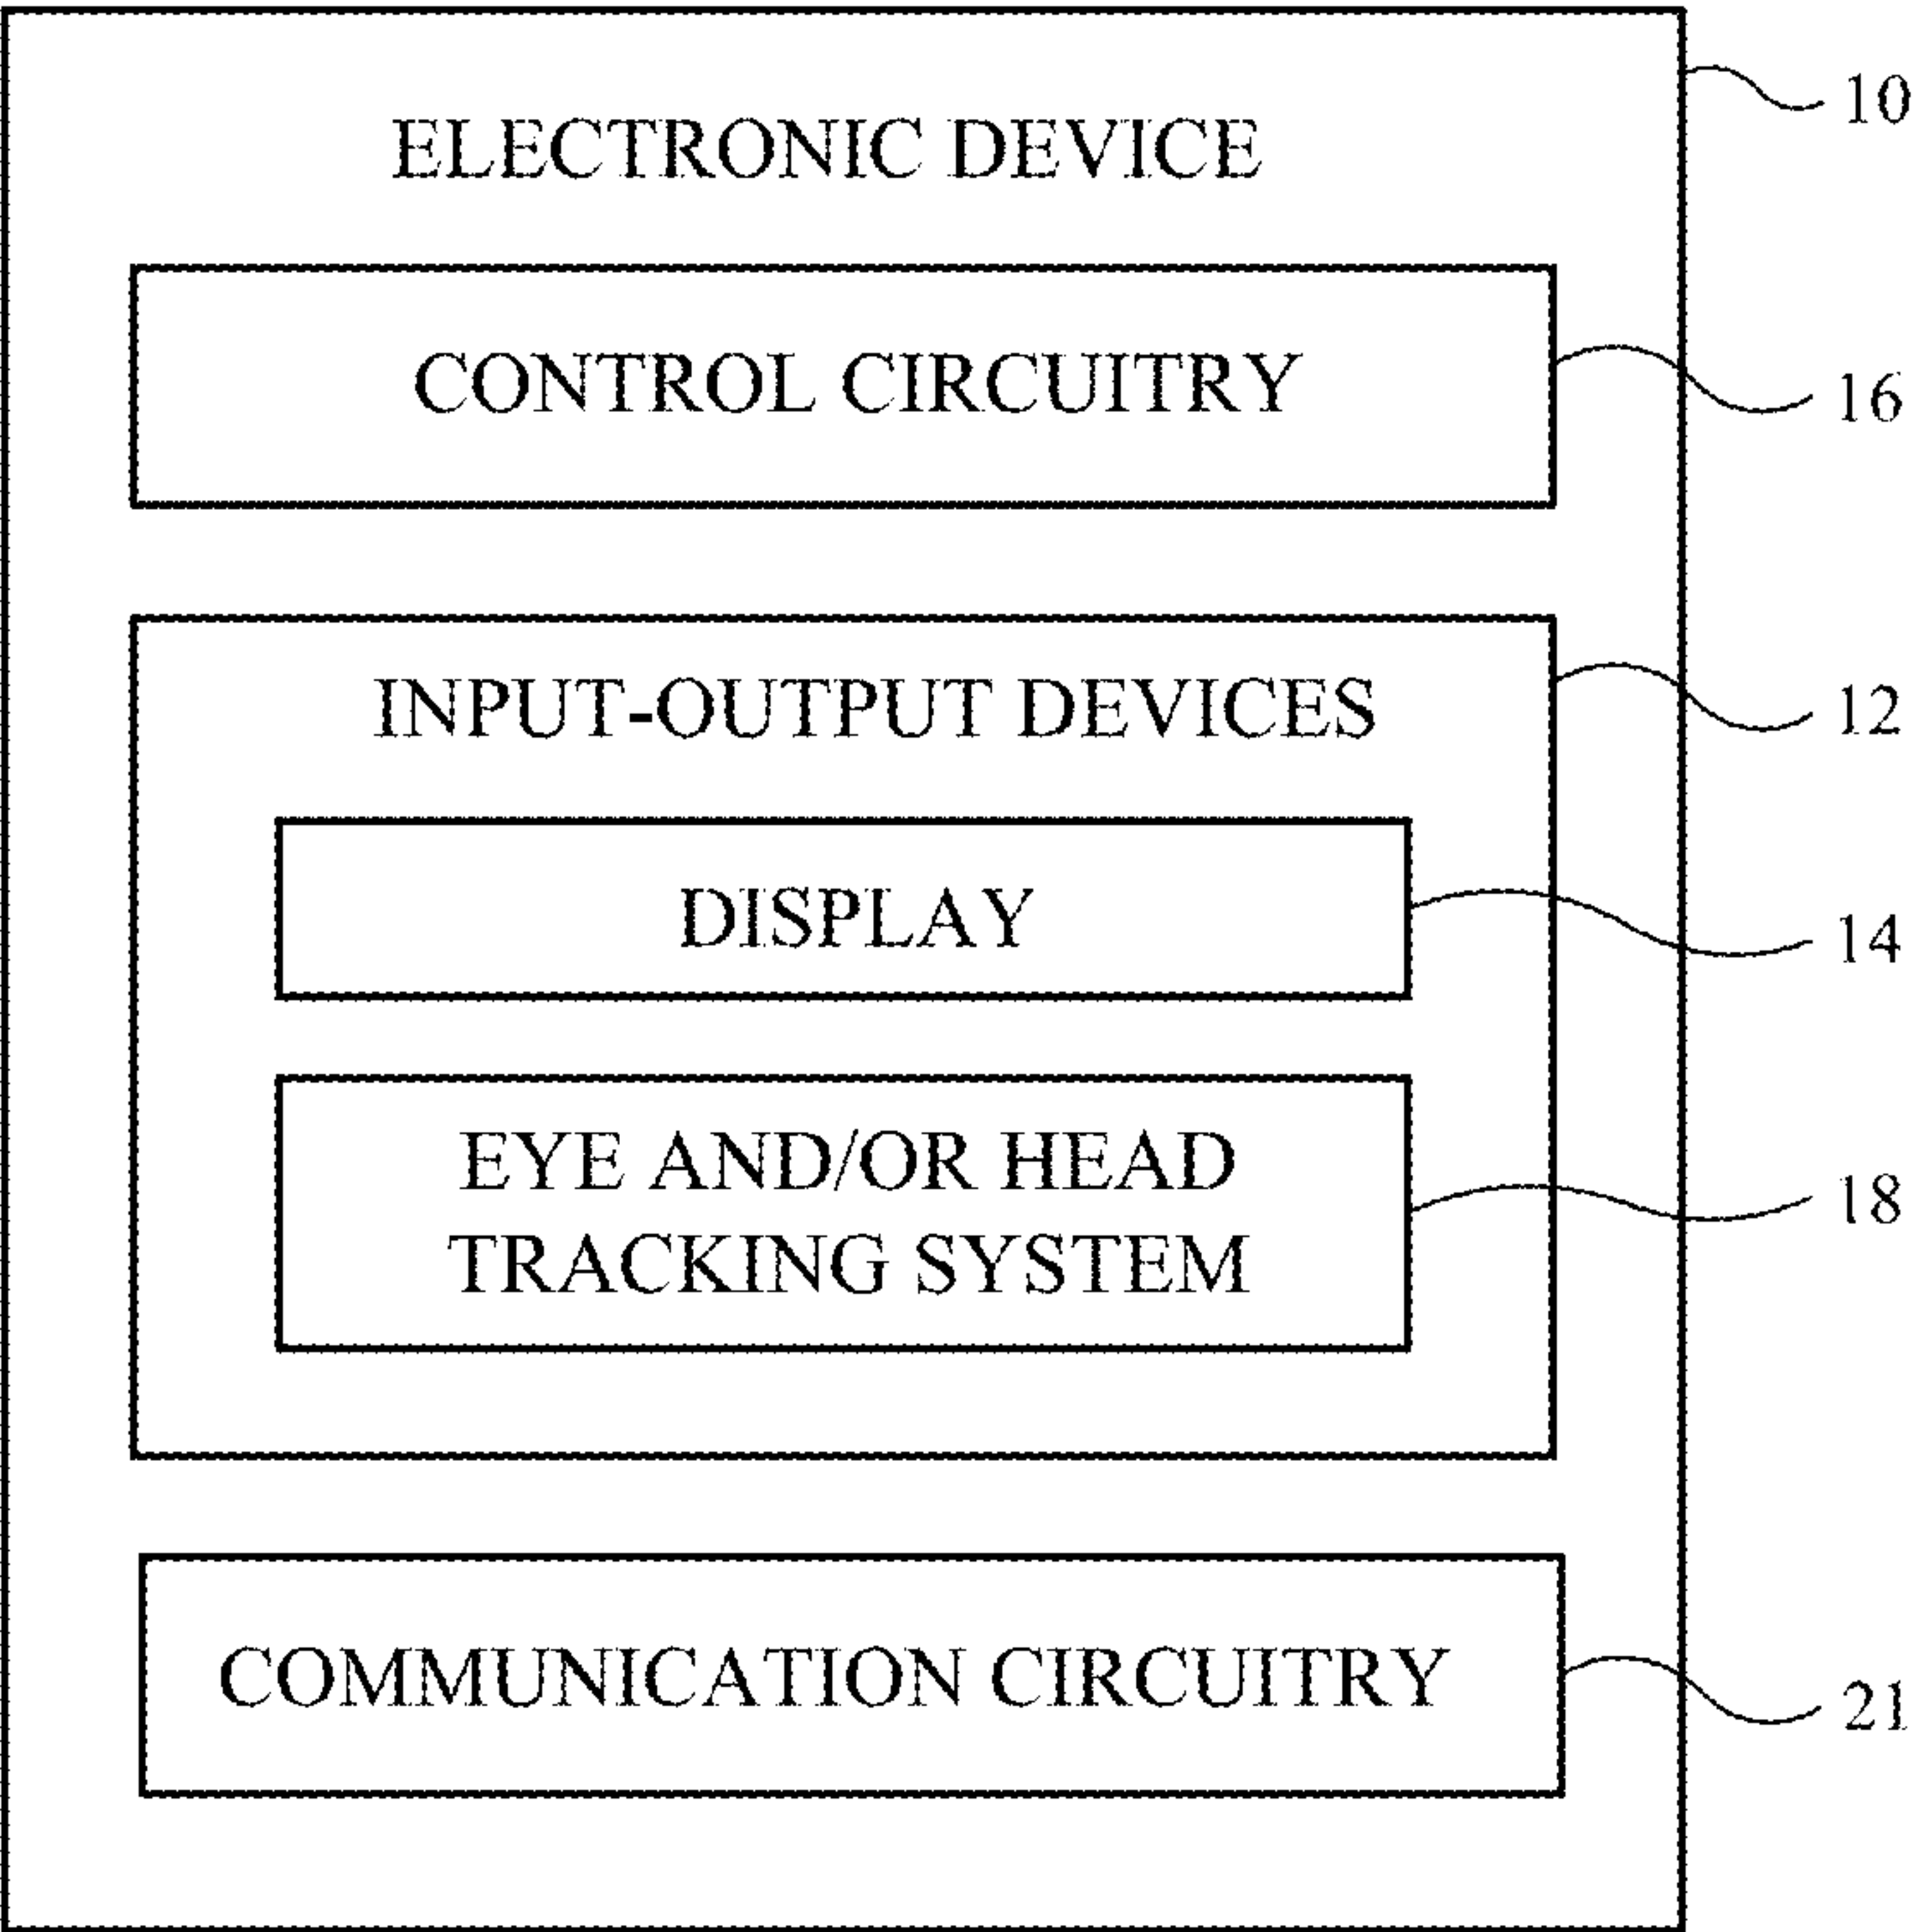 ELECTRONIC DEVICE
10
CONTROL CIRCUITRY
16
INPUT-OUTPUT DEVICES
12
DISPLAY
14
EYE AND/OR HEAD
TRACKING SYSTEM
18
COMMUNICATION CIRCUITRY
21